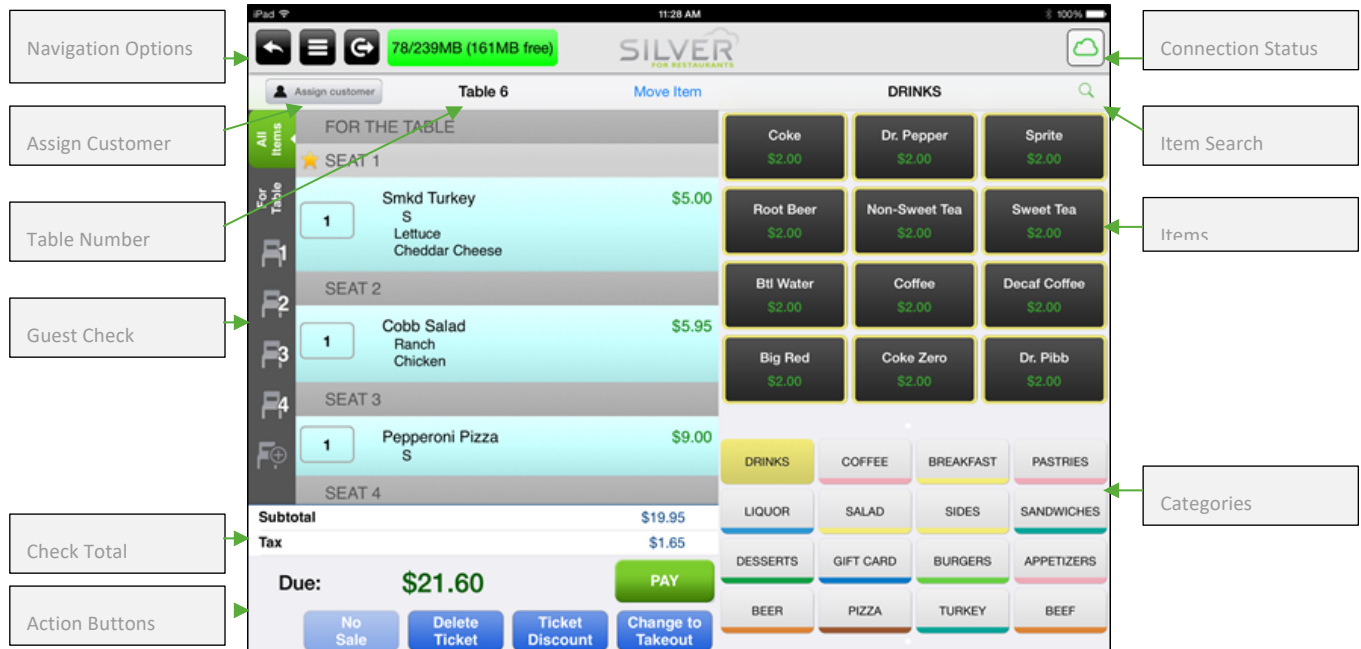 iPad 11:28 AM 100%
Navigation Options
78/239MB (161MB free)
SILVER
FOR RESTAURANTS
Connection Status
Assign customer Table 6 Move Item DRINKS
Assign Customer
Item Search
Table Number
Items
Guest Check
Categories
Check Total
Action Buttons
All
Items
For
Table
1
2
3
4
FOR THE TABLE
SEAT 1
1 Smkd Turkey $5.00
S
Lettuce
Cheddar Cheese
SEAT 2
1 Cobb Salad $5.95
Ranch
Chicken
SEAT 3
1 Pepperoni Pizza $9.00
S
SEAT 4
Subtotal $19.95
Tax $1.65
Due: $21.60 PAY
No
Sale
Delete
Ticket
Ticket
Discount
Change to
Takeout
Coke Dr. Pepper Sprite
$2.00 $2.00 $2.00
Root Beer Non-Sweet Tea Sweet Tea
$2.00 $2.00 $2.00
Btl Water Coffee Decaf Coffee
$2.00 $2.00 $2.00
Big Red Coke Zero Dr. Pibb
$2.00 $2.00 $2.00
DRINKS COFFEE BREAKFAST PASTRIES
LIQUOR SALAD SIDES SANDWICHES
DESSERTS GIFT CARD BURGERS APPETIZERS
BEER PIZZA TURKEY BEEF